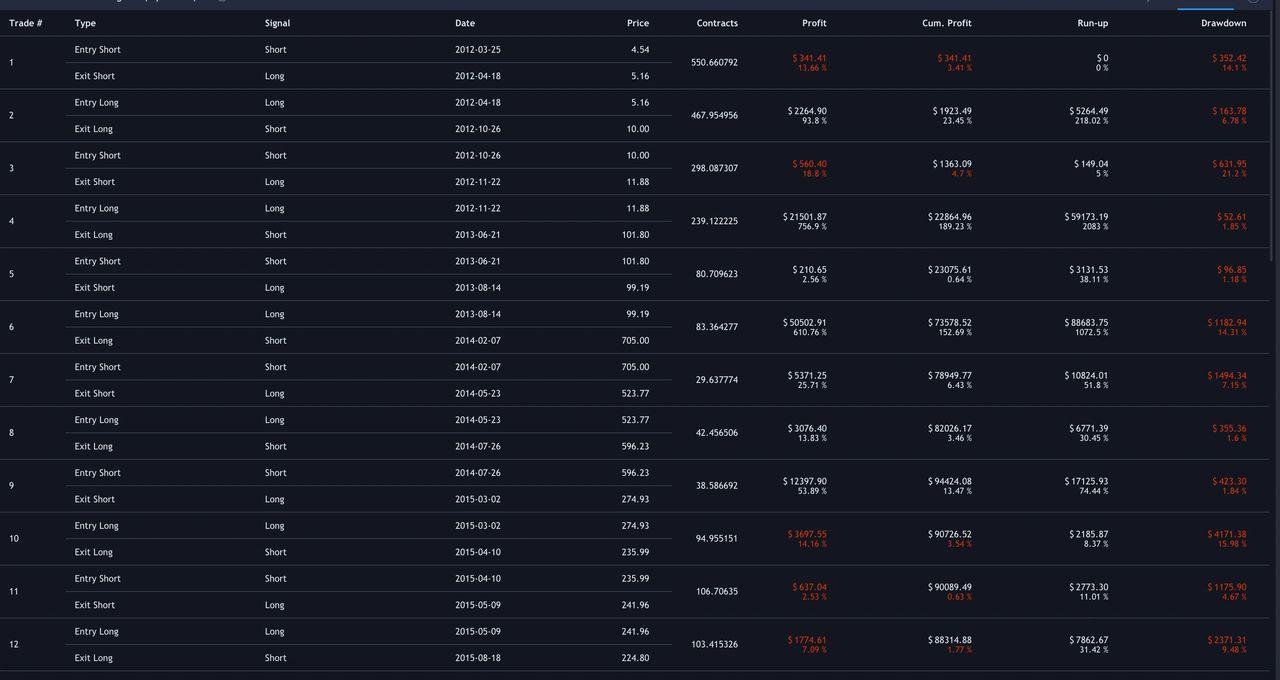 Trade # Type Signal Date Price Contracts Profit Cum. Profit Run-up Drawdown
Entry Short Short 2012-03-25 4.54
1 550.660792 $ 341.41 $ 341.41 $ 0 $ 352.42
13.66 % 3.41 % 0 % 14.1 %
Exit Short Long 2012-04-18 5.16
Entry Long Long 2012-04-18 5.16
2 467.954956 $ 2264.90 $ 1923.49 $ 5264.49 $ 163.78
93.8 % 23.45 % 218.02 % 6.78 %
Exit Long Short 2012-10-26 10.00
Entry Short Short 2012-10-26 10.00
3 298.087307 $ 560.40 $ 1363.09 $ 149.04 $ 631.95
18.8 % 4.7 % 5 % 21.2 %
Exit Short Long 2012-11-22 11.88
Entry Long Long 2012-11-22 11.88
4 239.122225 $ 21501.87 $ 22864.96 $ 59173.19 $ 52.61
756.9 % 189.23 % 2083 % 1.85 %
Exit Long Short 2013-06-21 101.80
Entry Short Short 2013-06-21 101.80
5 80.709623 $ 210.65 $ 23075.61 $ 3131.53 $ 96.85
2.56 % 0.64 % 38.11 % 1.18 %
Exit Short Long 2013-08-14 99.19
Entry Long Long 2013-08-14 99.19
6 83.364277 $ 50502.91 $ 73578.52 $ 88683.75 $ 1182.94
610.76 % 152.69 % 1072.5 % 14.31 %
Exit Long Short 2014-02-07 705.00
Entry Short Short 2014-02-07 705.00
7 29.637774 $ 5371.25 $ 78949.77 $ 10824.01 $ 1494.34
25.71 % 6.43 % 51.8 % 7.15 %
Exit Short Long 2014-05-23 523.77
Entry Long Long 2014-05-23 523.77
8 42.456506 $ 3076.40 $ 82026.17 $ 6771.39 $ 355.36
13.83 % 3.46 % 30.45 % 1.6 %
Exit Long Short 2014-07-26 596.23
Entry Short Short 2014-07-26 596.23
9 38.586692 $ 12397.90 $ 94424.08 $ 17125.93 $ 423.30
53.89 % 13.47 % 74.44 % 1.84 %
Exit Short Long 2015-03-02 274.93
Entry Long Long 2015-03-02 274.93
10 94.955151 $ 3697.55 $ 90726.52 $ 2185.87 $ 4171.38
14.16 % 3.54 % 8.37 % 15.98 %
Exit Long Short 2015-04-10 235.99
Entry Short Short 2015-04-10 235.99
11 106.70635 $ 637.04 $ 90089.49 $ 2773.30 $ 1175.90
2.53 % 0.63 % 11.01 % 4.67 %
Exit Short Long 2015-05-09 241.96
Entry Long Long 2015-05-09 241.96
12 103.415326 $ 1774.61 $ 88314.88 $ 7862.67 $ 2371.31
7.09 % 1.77 % 31.42 % 9.48 %
Exit Long Short 2015-08-18 224.80